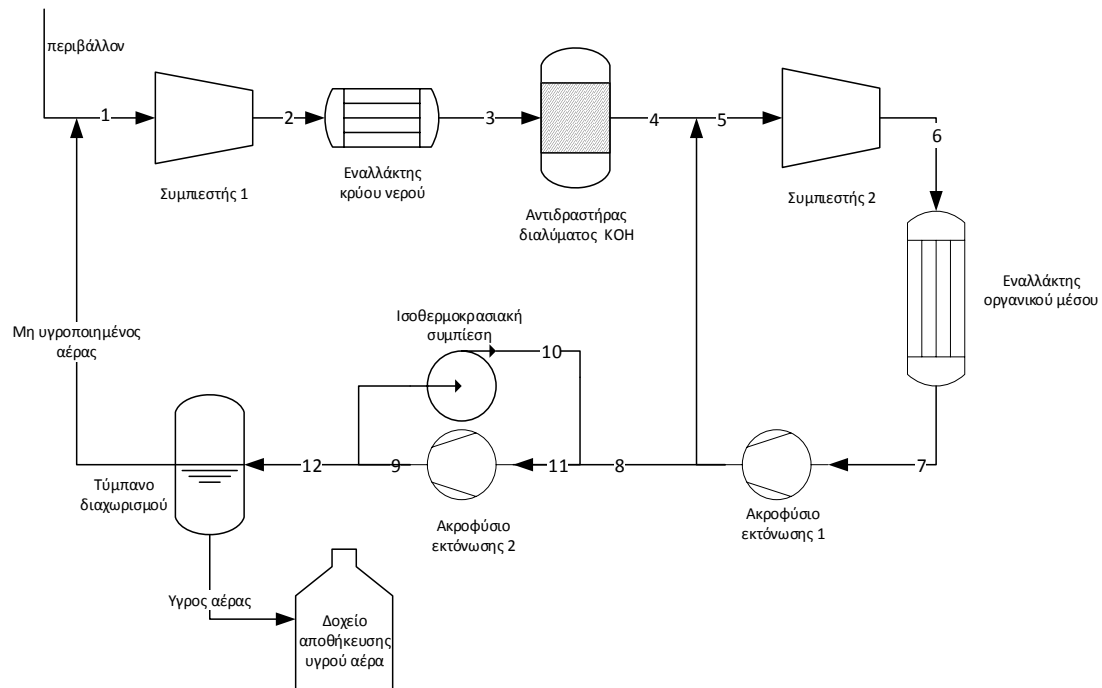 περιβάλλον
1
2
3
4
5
6
Συμπιεστής 1
Εναλλάκτης
κρύου νερού
Αντιδραστήρας
διαλύματος ΚΟΗ
Συμπιεστής 2
Εναλλάκτης
οργανικού μέσου
Μη υγροποιημένος
αέρας
Ισοθερμοκρασιακή
συμπίεση
10
12
9
11
8
7
Τύμπανο
διαχωρισμού
Ακροφύσιο
εκτόνωσης 2
Ακροφύσιο
εκτόνωσης 1
Υγρος αέρας
Δοχείο
αποθήκευσης
υγρού αέρα